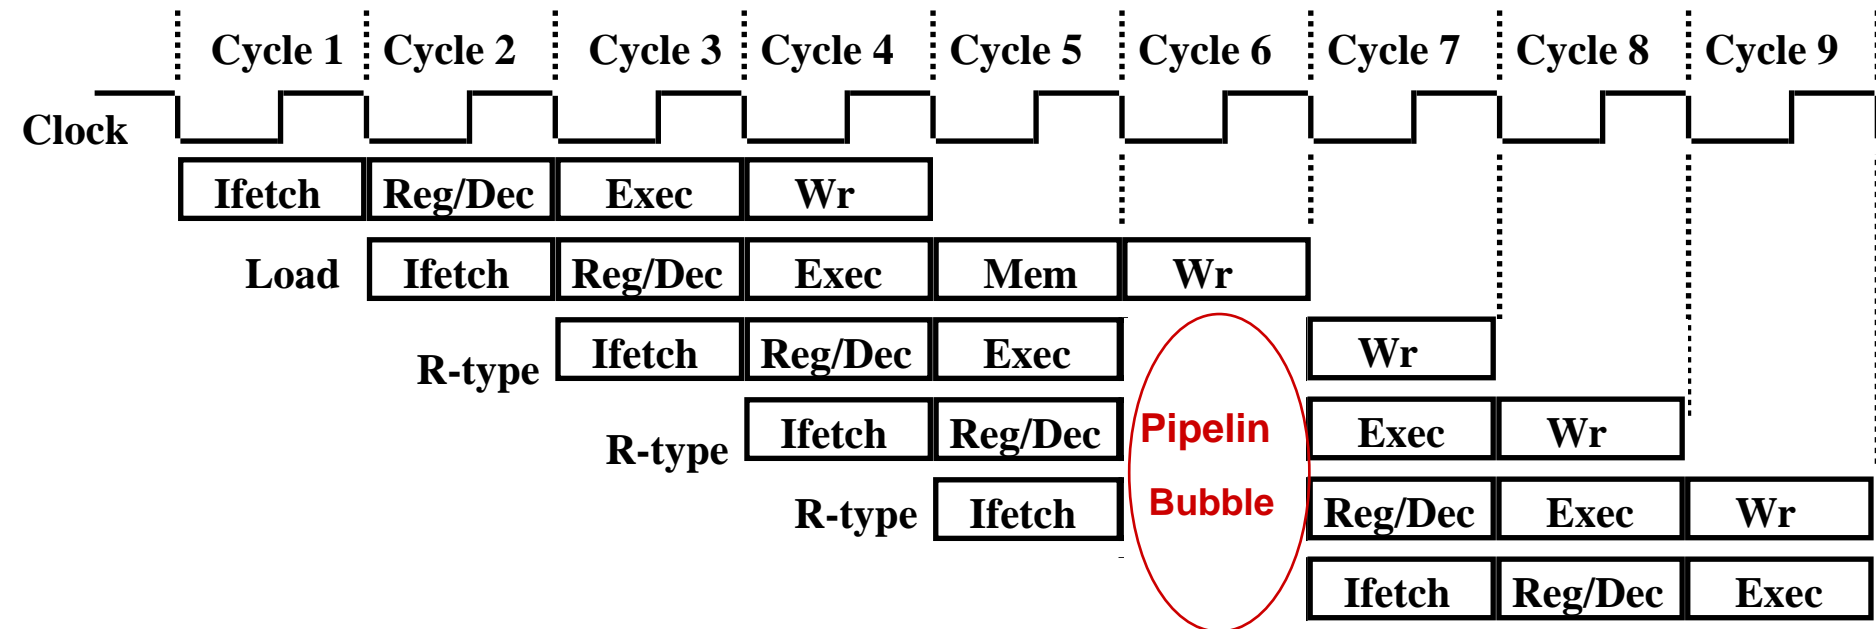 Cycle 1 Cycle 2 Cycle 3 Cycle 4 Cycle 5 Cycle 6 Cycle 7 Cycle 8 Cycle 9
Clock
Ifetch Reg/Dec Exec Wr
Load Ifetch Reg/Dec Exec Mem Wr
R-type Ifetch Reg/Dec Exec Wr
R-type Ifetch Reg/Dec Pipelin Exec Wr
R-type Ifetch Bubble Reg/Dec Exec Wr
Ifetch Reg/Dec Exec